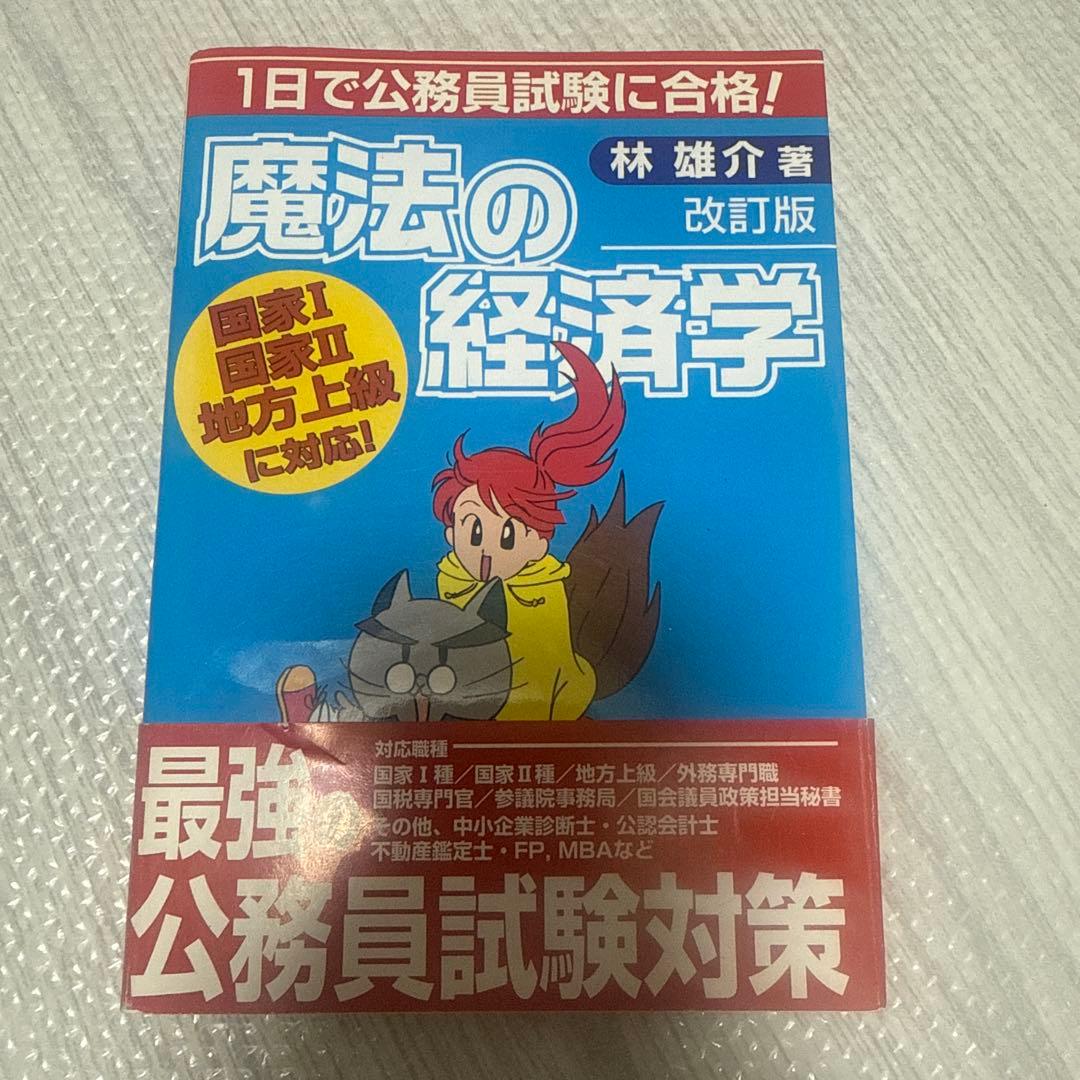 1日で公務員試験に合格!
林 雄介 著
改訂版
魔法の
経済学
国家Ⅰ
国家Ⅱ
地方上級
に対応!
最強の
公務員試験対策
対応職種
国家Ⅰ種/国家Ⅱ種/地方上級/外務専門職
国税専門官/参議院事務局/国会議員政策担当秘書
その他、中小企業診断士・公認会計士
不動産鑑定士・FP, MBAなど